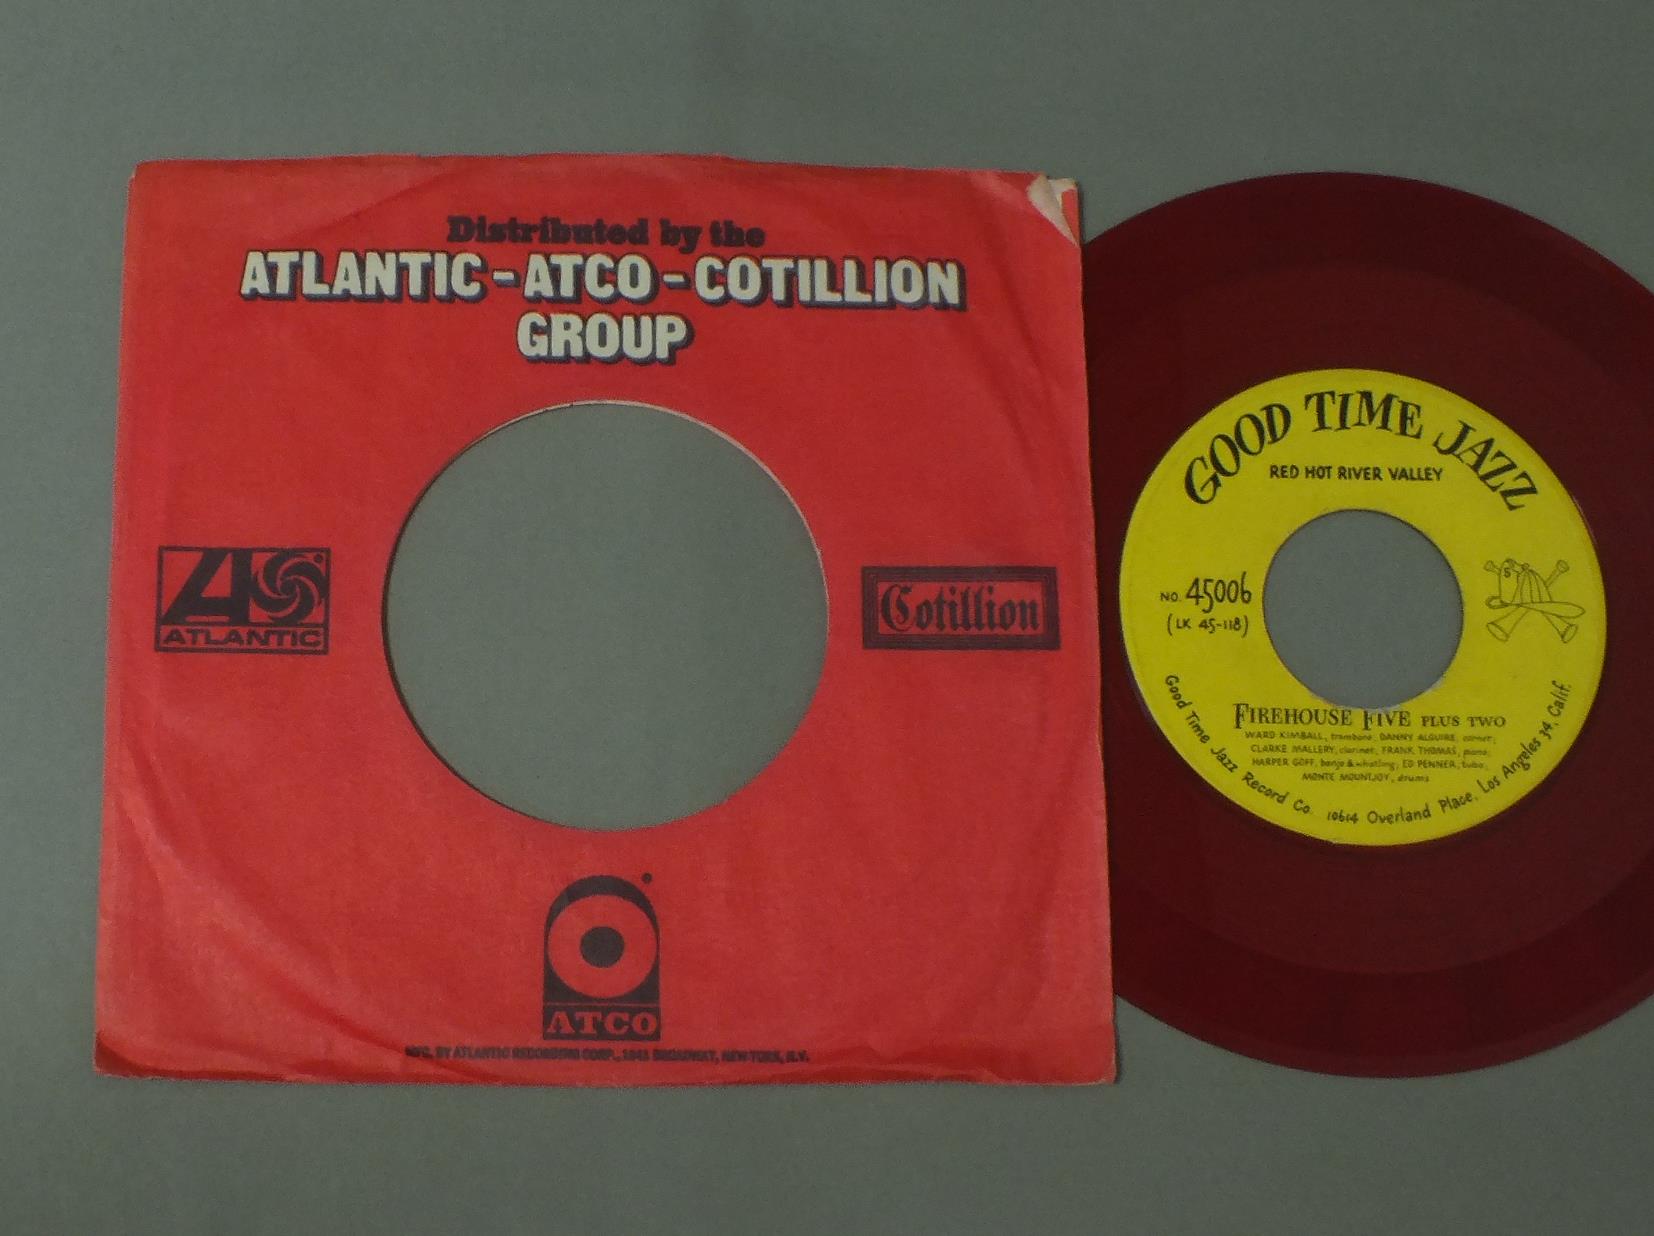 Distributed by the
ATLANTIC-ATCO-COTILLION
GROUP
ATLANTIC
Cotillion
ATCO
MFG. BY ATLANTIC RECORDING CORP., 1841 BROADWAY, NEW YORK, N.Y.
GOOD TIME JAZZ
RED HOT RIVER VALLEY
NO. 45006
(LK 45-118)
5
FIREHOUSE FIVE PLUS TWO
WARD KIMBALL, trombone; DANNY ALGUIRE, cornet;
CLARKE MALLERY, clarinet; FRANK THOMAS, piano;
HARPER GOFF, banjo & whistling; ED PENNER, tuba;
MONTE MOUNTJOY, drums
Good Time Jazz Record Co. 10614 Overland Place, Los Angeles 34, Calif.